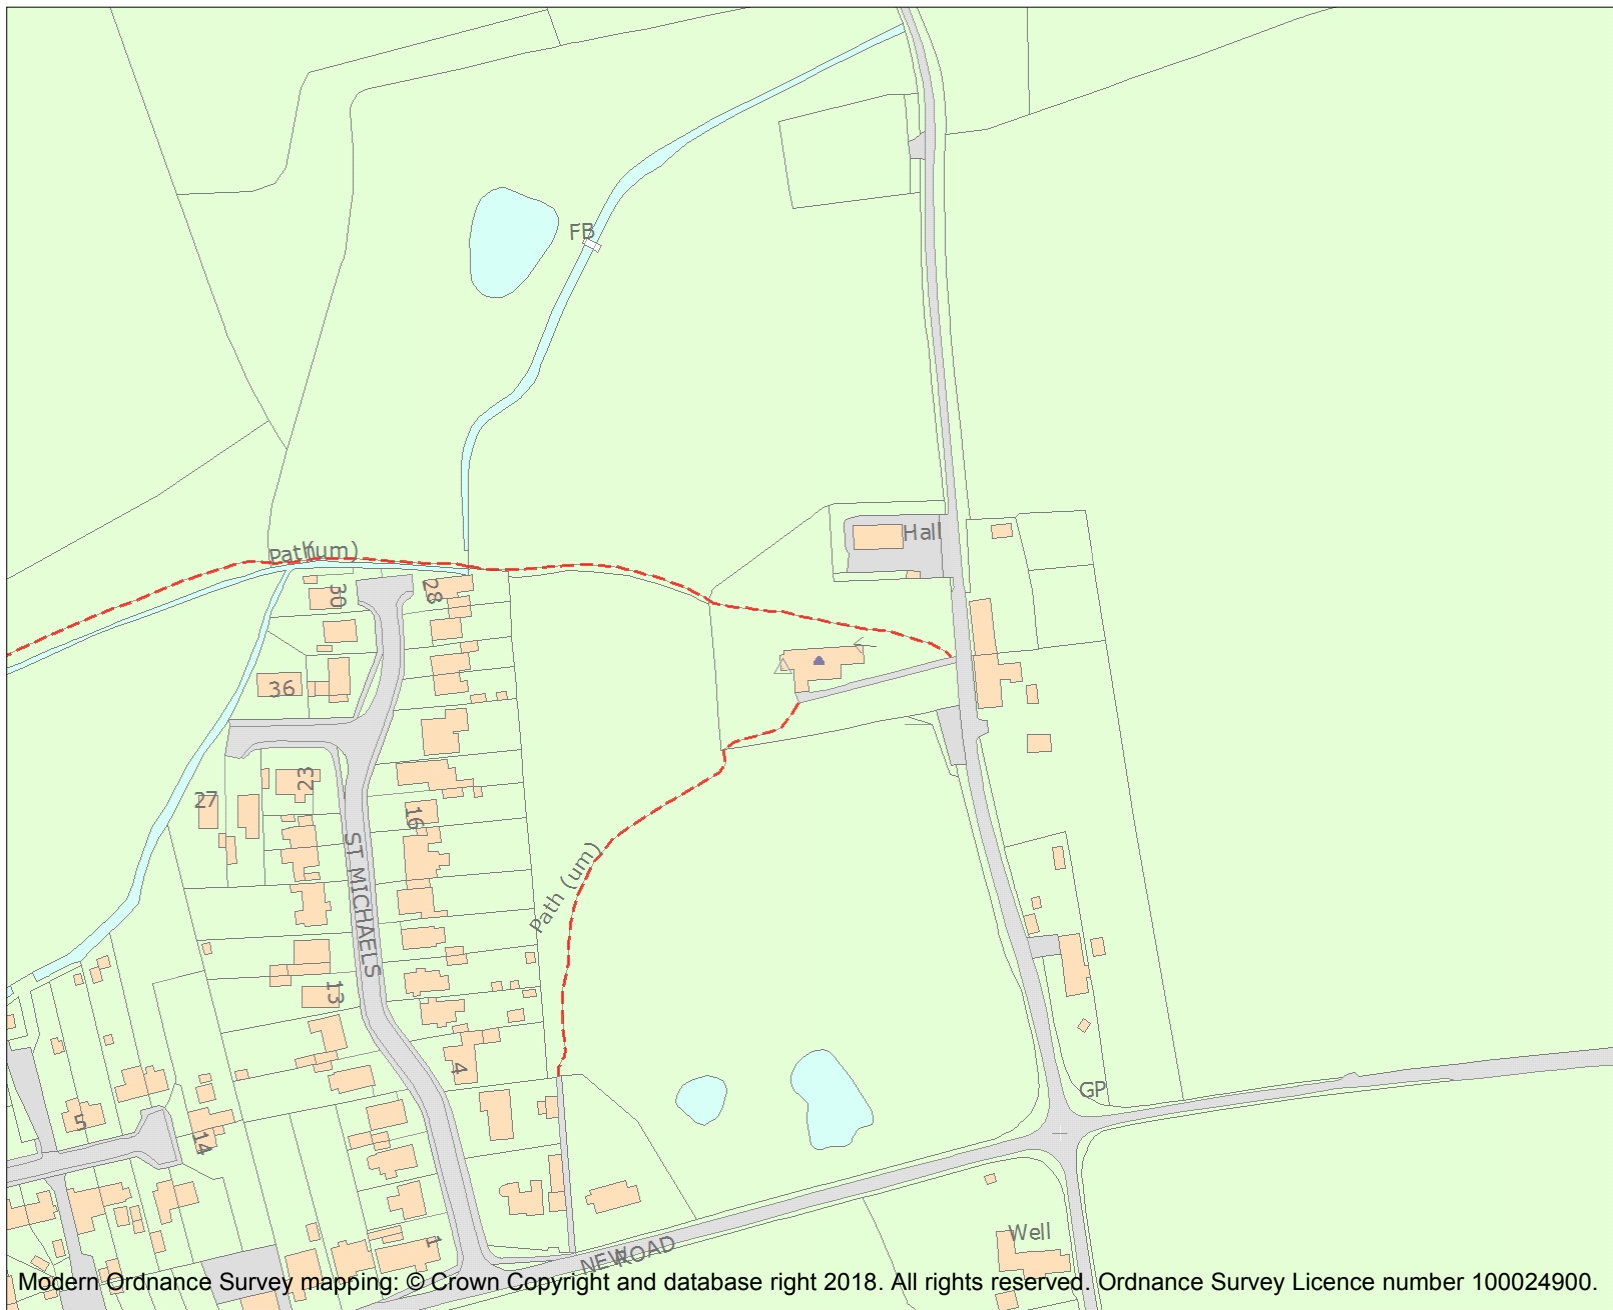 FB
Hall
Path (um)
30
28
36
23
27
16
ST MICHAELS
Path (um)
13
4
GP
5
14
1
Well
NEW ROAD
Modern Ordnance Survey mapping: © Crown Copyright and database right 2018. All rights reserved. Ordnance Survey Licence number 100024900.